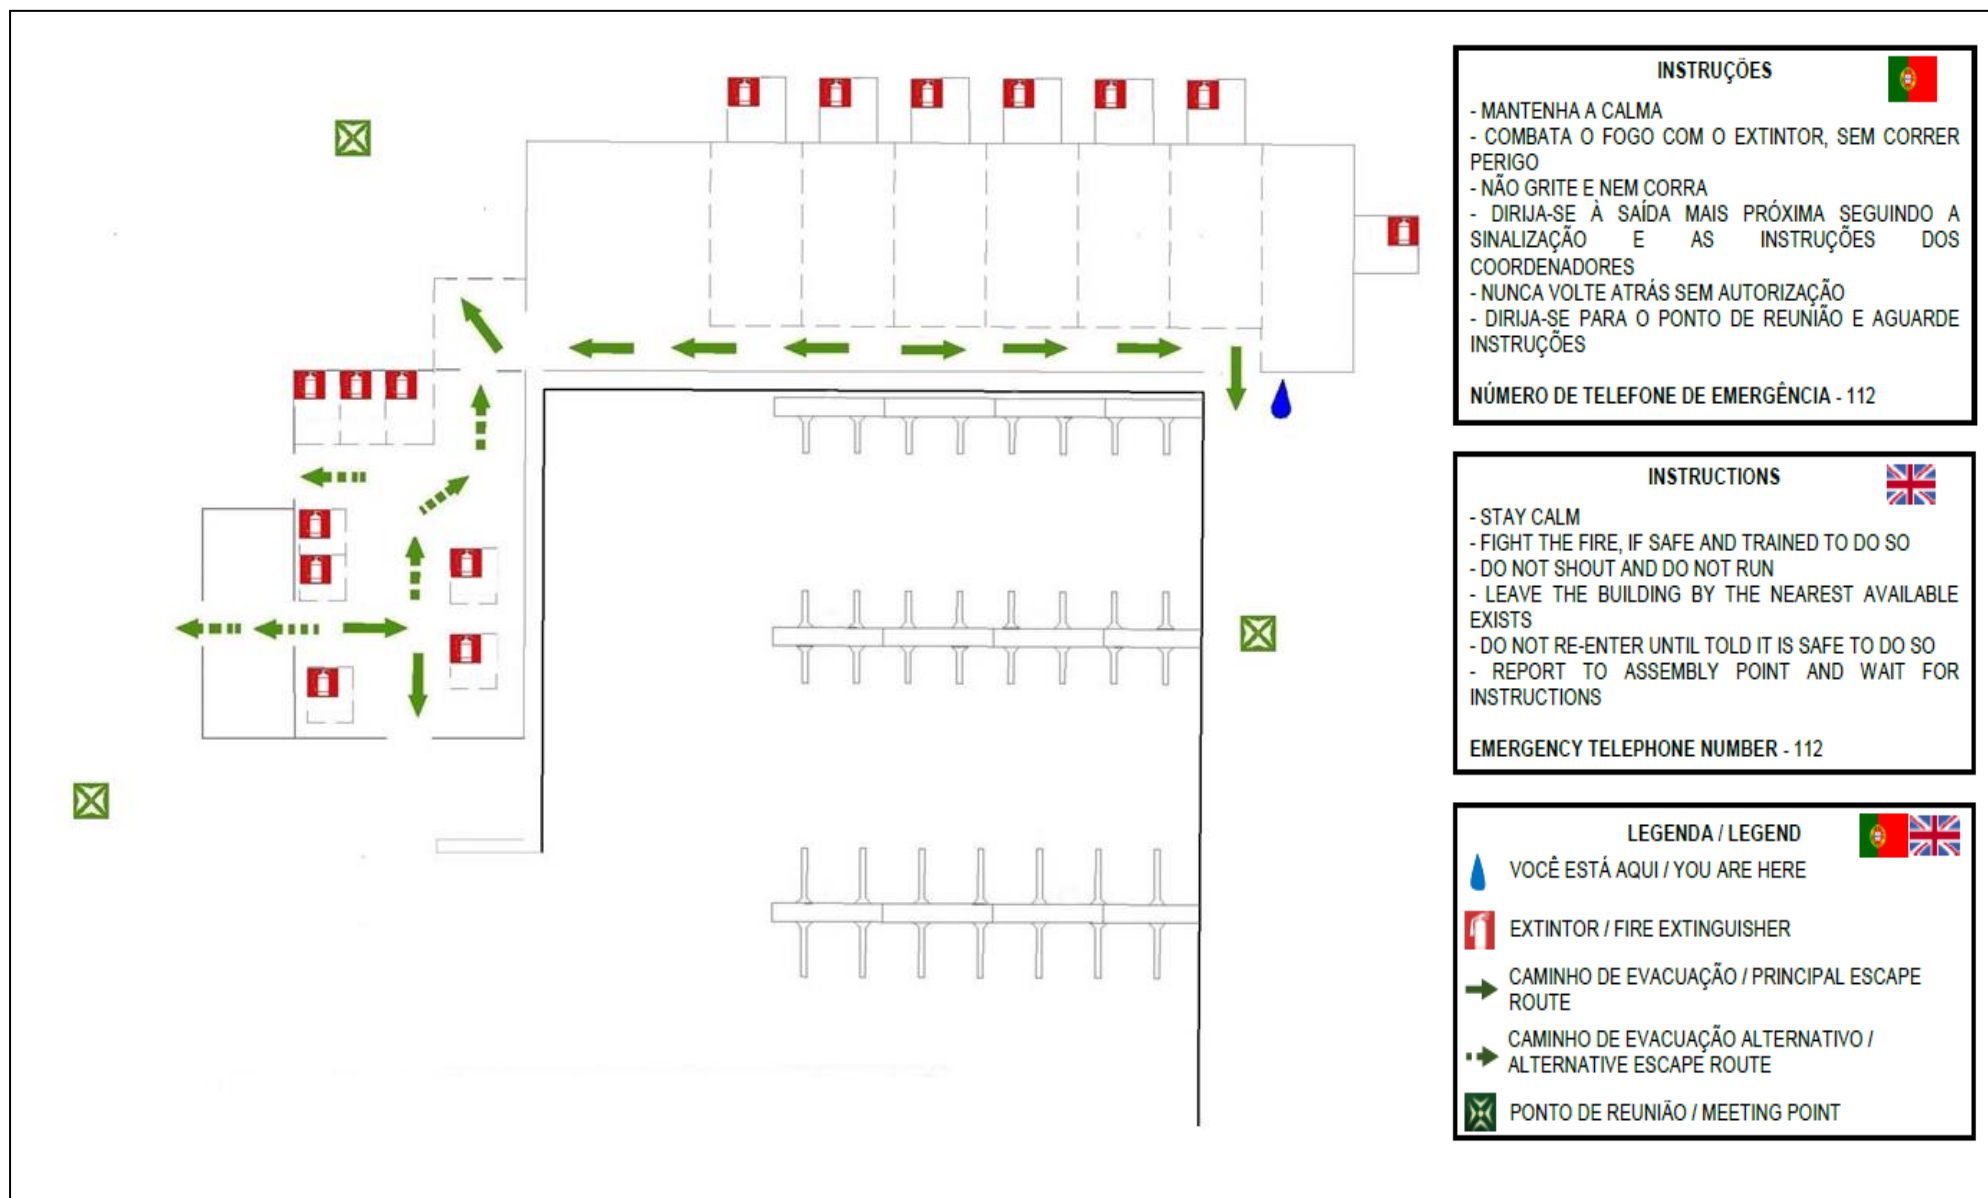 INSTRUÇÕES
- MANTENHA A CALMA
- COMBATA O FOGO COM O EXTINTOR, SEM CORRER
PERIGO
- NÃO GRITE E NEM CORRA
- DIRIJA-SE À SAÍDA MAIS PRÓXIMA SEGUINDO A
SINALIZAÇÃO E AS INSTRUÇÕES DOS
COORDENADORES
- NUNCA VOLTE ATRÁS SEM AUTORIZAÇÃO
- DIRIJA-SE PARA O PONTO DE REUNIÃO E AGUARDE
INSTRUÇÕES
NÚMERO DE TELEFONE DE EMERGÊNCIA - 112
INSTRUCTIONS
- STAY CALM
- FIGHT THE FIRE, IF SAFE AND TRAINED TO DO SO
- DO NOT SHOUT AND DO NOT RUN
- LEAVE THE BUILDING BY THE NEAREST AVAILABLE
EXISTS
- DO NOT RE-ENTER UNTIL TOLD IT IS SAFE TO DO SO
- REPORT TO ASSEMBLY POINT AND WAIT FOR
INSTRUCTIONS
EMERGENCY TELEPHONE NUMBER - 112
LEGENDA / LEGEND
VOCÊ ESTÁ AQUI / YOU ARE HERE
EXTINTOR / FIRE EXTINGUISHER
CAMINHO DE EVACUAÇÃO / PRINCIPAL ESCAPE
ROUTE
CAMINHO DE EVACUAÇÃO ALTERNATIVO /
ALTERNATIVE ESCAPE ROUTE
PONTO DE REUNIÃO / MEETING POINT